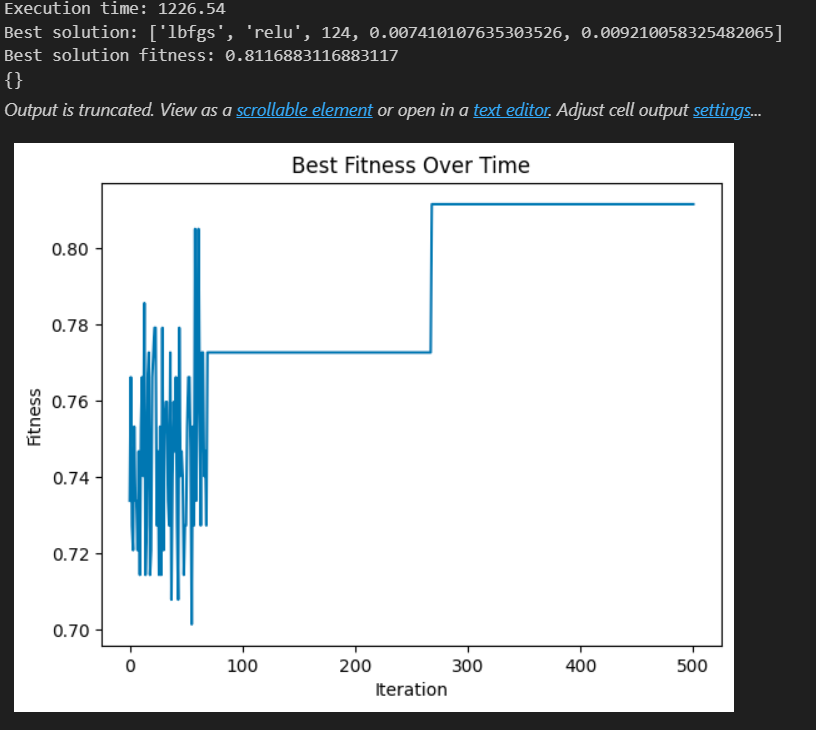 Execution time: 1226.54
Best solution: ['lbfgs', 'relu', 124, 0.007410107635303526, 0.009210058325482065]
Best solution fitness: 0.8116883116883117
{}
Output is truncated. View as a scrollable element or open in a text editor. Adjust cell output settings...
Best Fitness Over Time
Fitness
0.80
0.78
0.76
0.74
0.72
0.70
0 100 200 300 400 500
Iteration